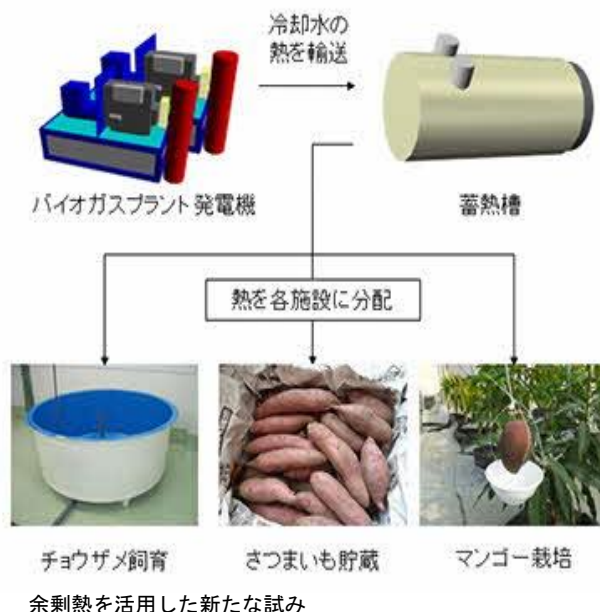 冷却水の
熱を輸送
バイオガスプラント発電機
蓄熱槽
熱を各施設に分配
チョウザメ飼育
さつまいも貯蔵
マンゴー栽培
余剰熱を活用した新たな試み